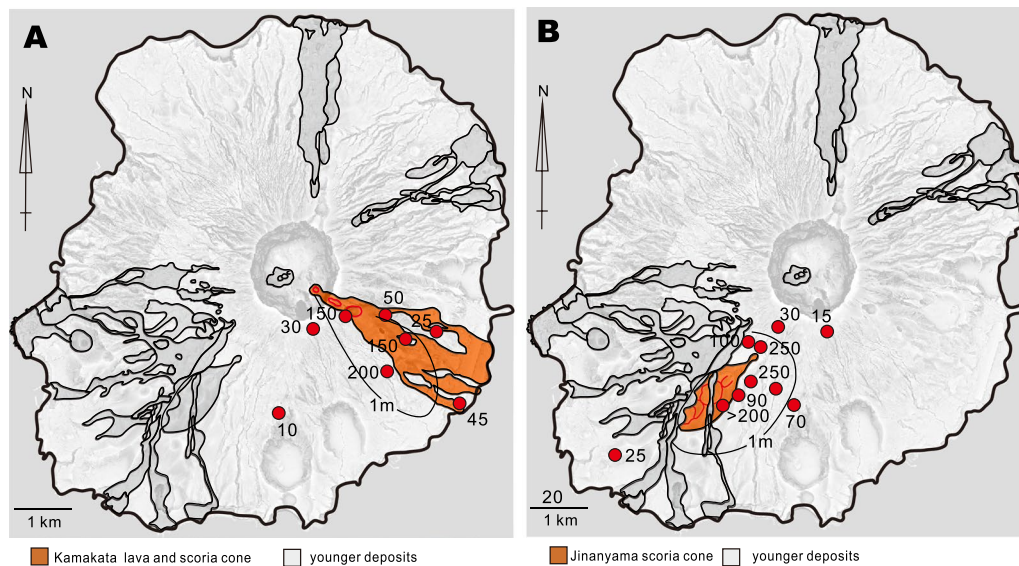 A
N
150
50
30
25
150
200
1m
45
10
1 km
Kamakata lava and scoria cone
younger deposits
B
N
30
15
100
250
250
90
>200
70
1m
25
20
1 km
Jinanyama scoria cone
younger deposits